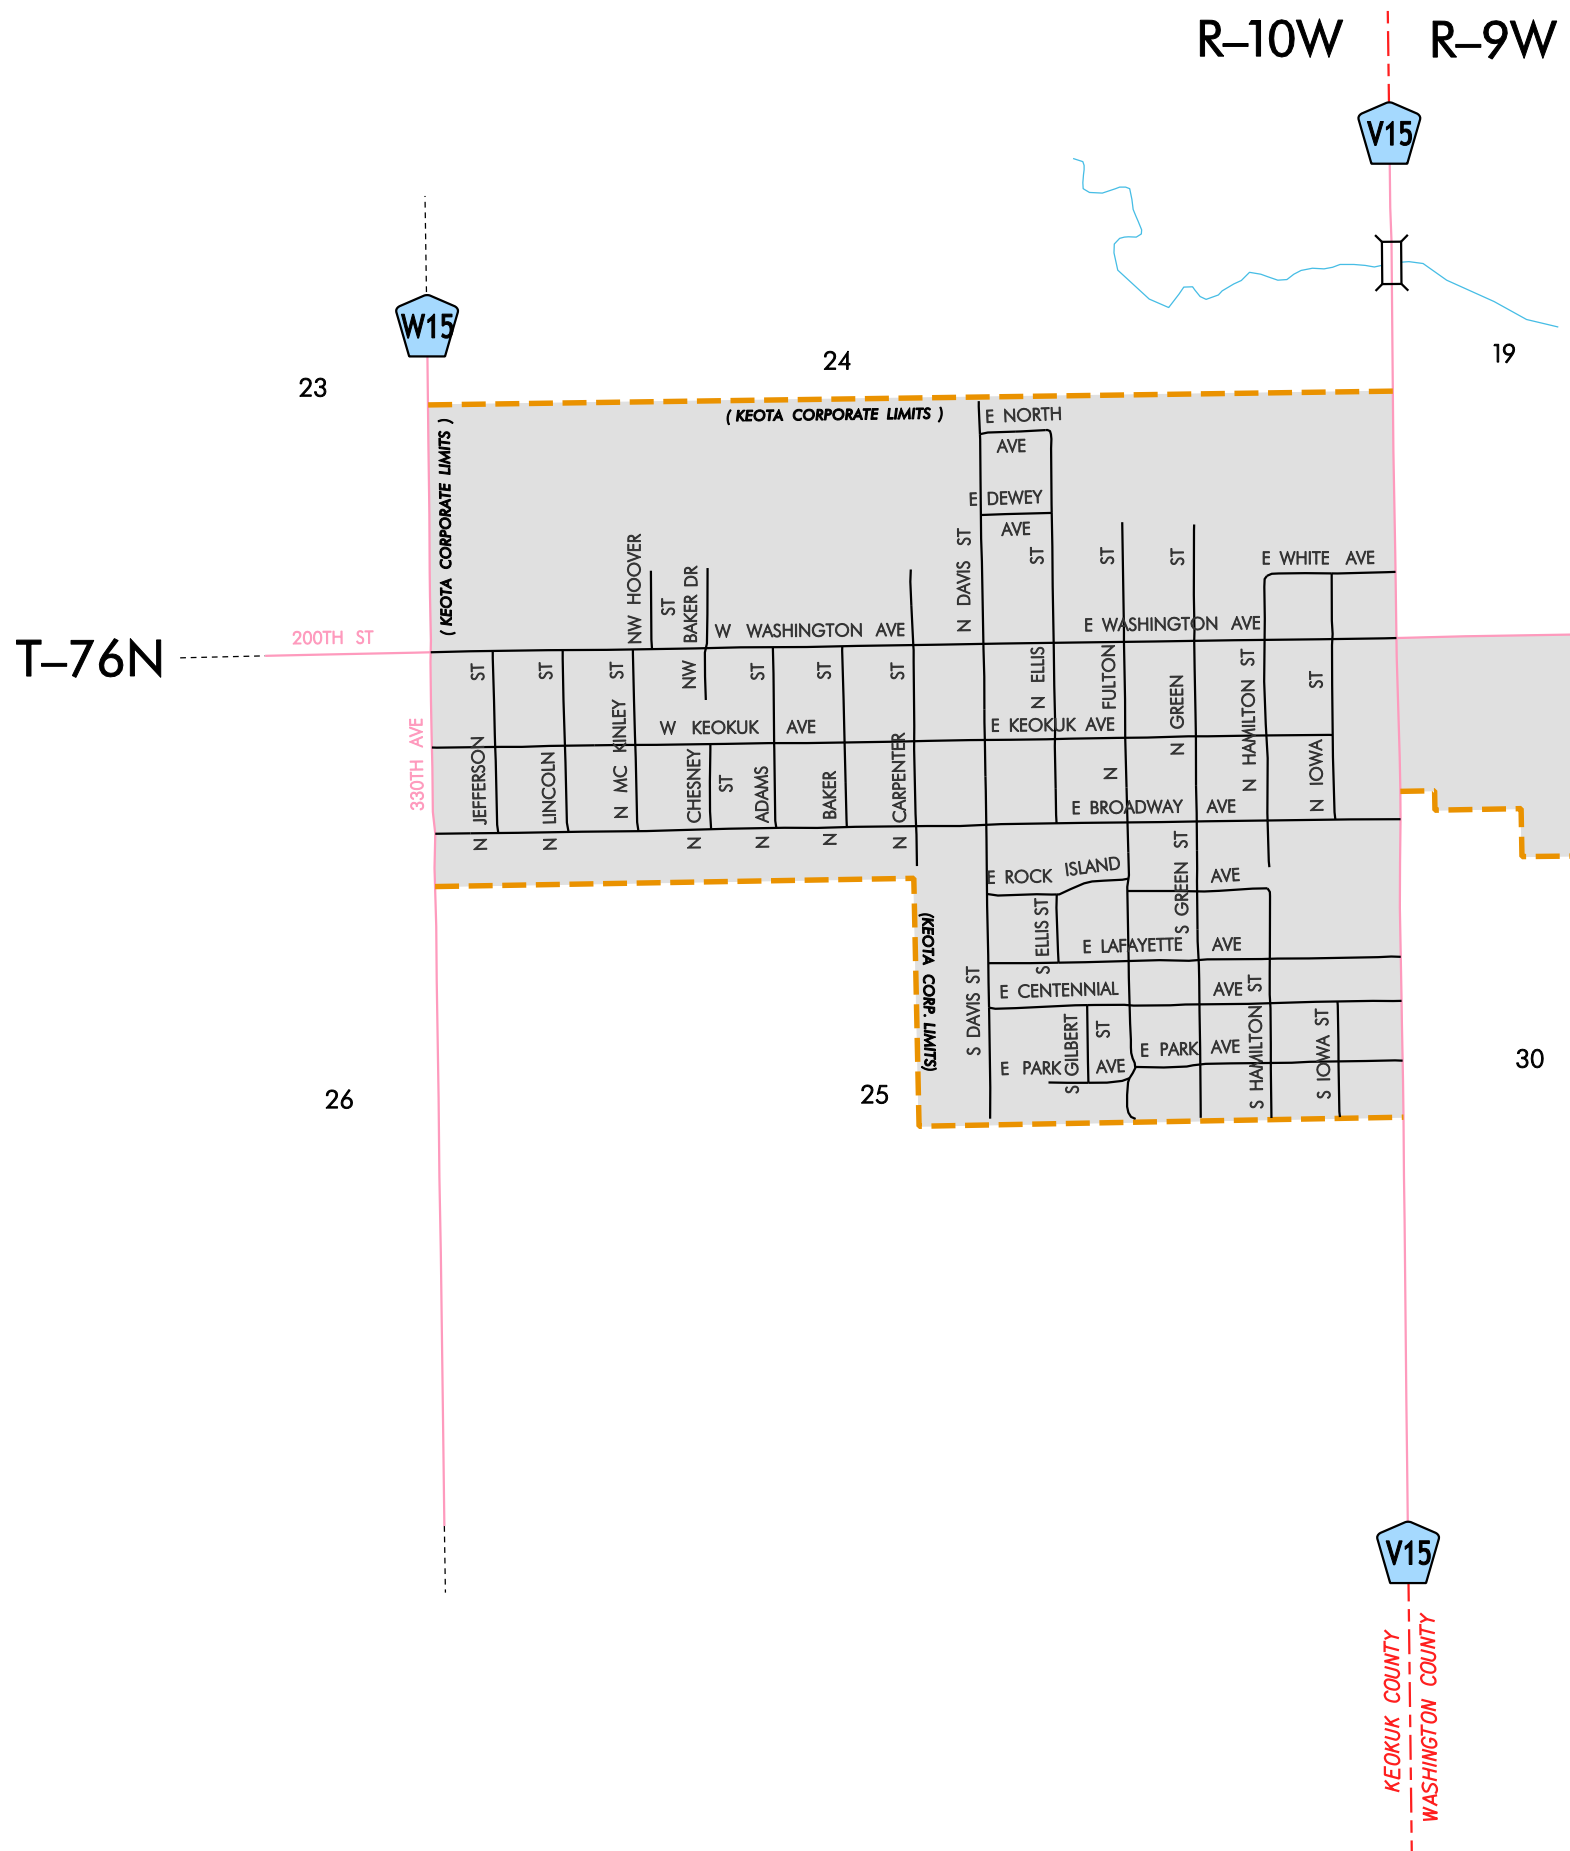 R–10W
R–9W
V15
W15
23
24
19
( KEOTA CORPORATE LIMITS )
( KEOTA CORPORATE LIMITS )
E NORTH
AVE
E DEWEY
AVE
N DAVIS ST
NW HOOVER
ST
NW BAKER DR
W WASHINGTON AVE
E WASHINGTON AVE
E WHITE AVE
T–76N
200TH ST
330TH AVE
N JEFFERSON ST
N LINCOLN ST
N MC KINLEY ST
N CHESNEY
ST
N ADAMS ST
N BAKER ST
N CARPENTER ST
N ELLIS ST
N FULTON ST
N GREEN ST
N HAMILTON ST
N IOWA ST
W KEOKUK AVE
E KEOKUK AVE
E BROADWAY AVE
E ROCK ISLAND AVE
S GREEN ST
S ELLIS ST
E LAFAYETTE AVE
(KEOTA CORP. LIMITS)
S DAVIS ST
E CENTENNIAL AVE
S GILBERT
ST
E PARK AVE
E PARK AVE
S HAMILTON ST
S IOWA ST
26
25
30
V15
KEOKUK COUNTY
WASHINGTON COUNTY